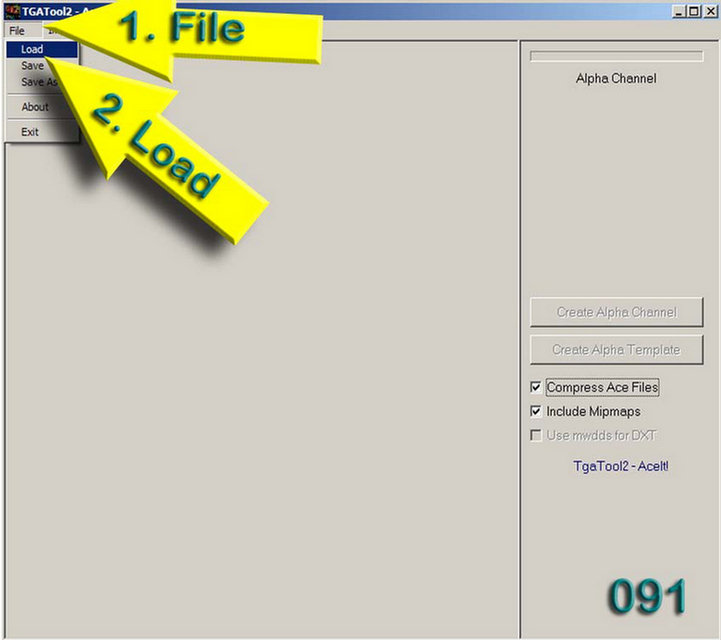 TGATool2 -
1. File
File
Load
Save
Save As
About
Exit
2. Load
Alpha Channel
Create Alpha Channel
Create Alpha Template
Compress Ace Files
Include Mipmaps
Use mwdds for DXT
TgaTool2 - AceIt!
091